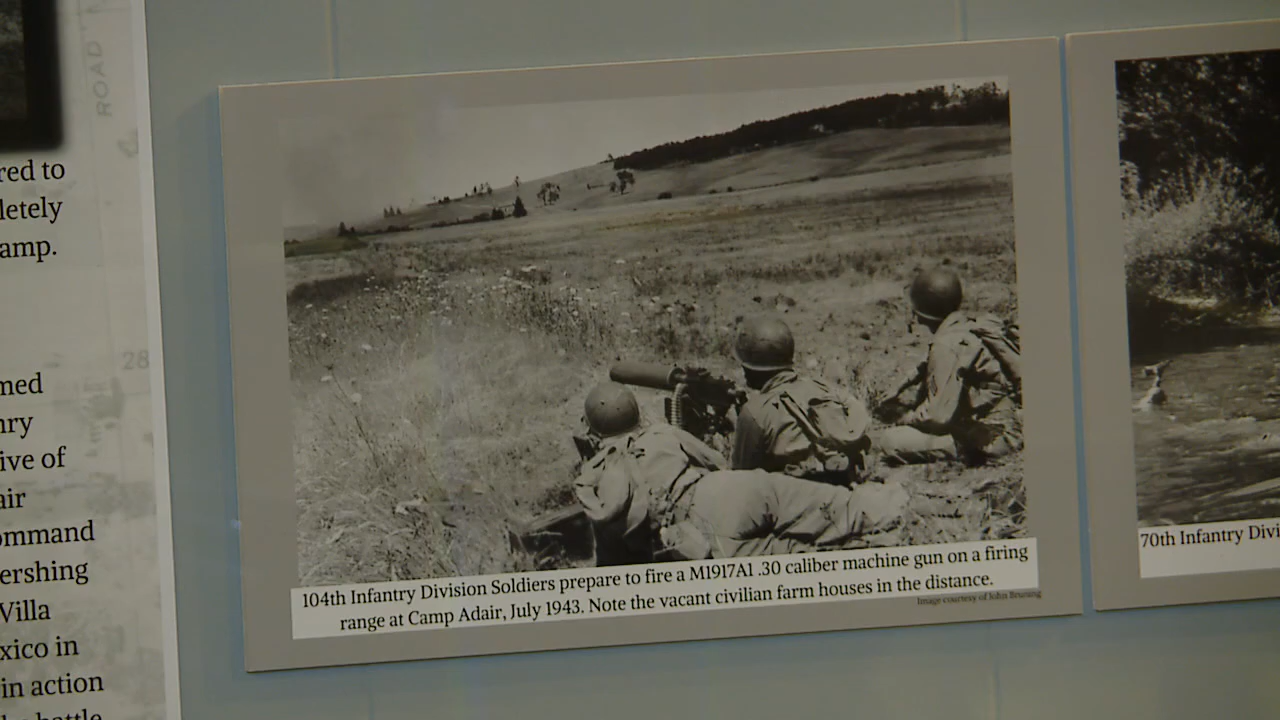 ROAD
red to
letely
amp.
28
med
nry
ive of
air
ommand
ershing
Villa
xico in
in action
battle
104th Infantry Division Soldiers prepare to fire a M1917A1 .30 caliber machine gun on a firing
range at Camp Adair, July 1943. Note the vacant civilian farm houses in the distance.
Image courtesy of John Bruning
70th Infantry Divi